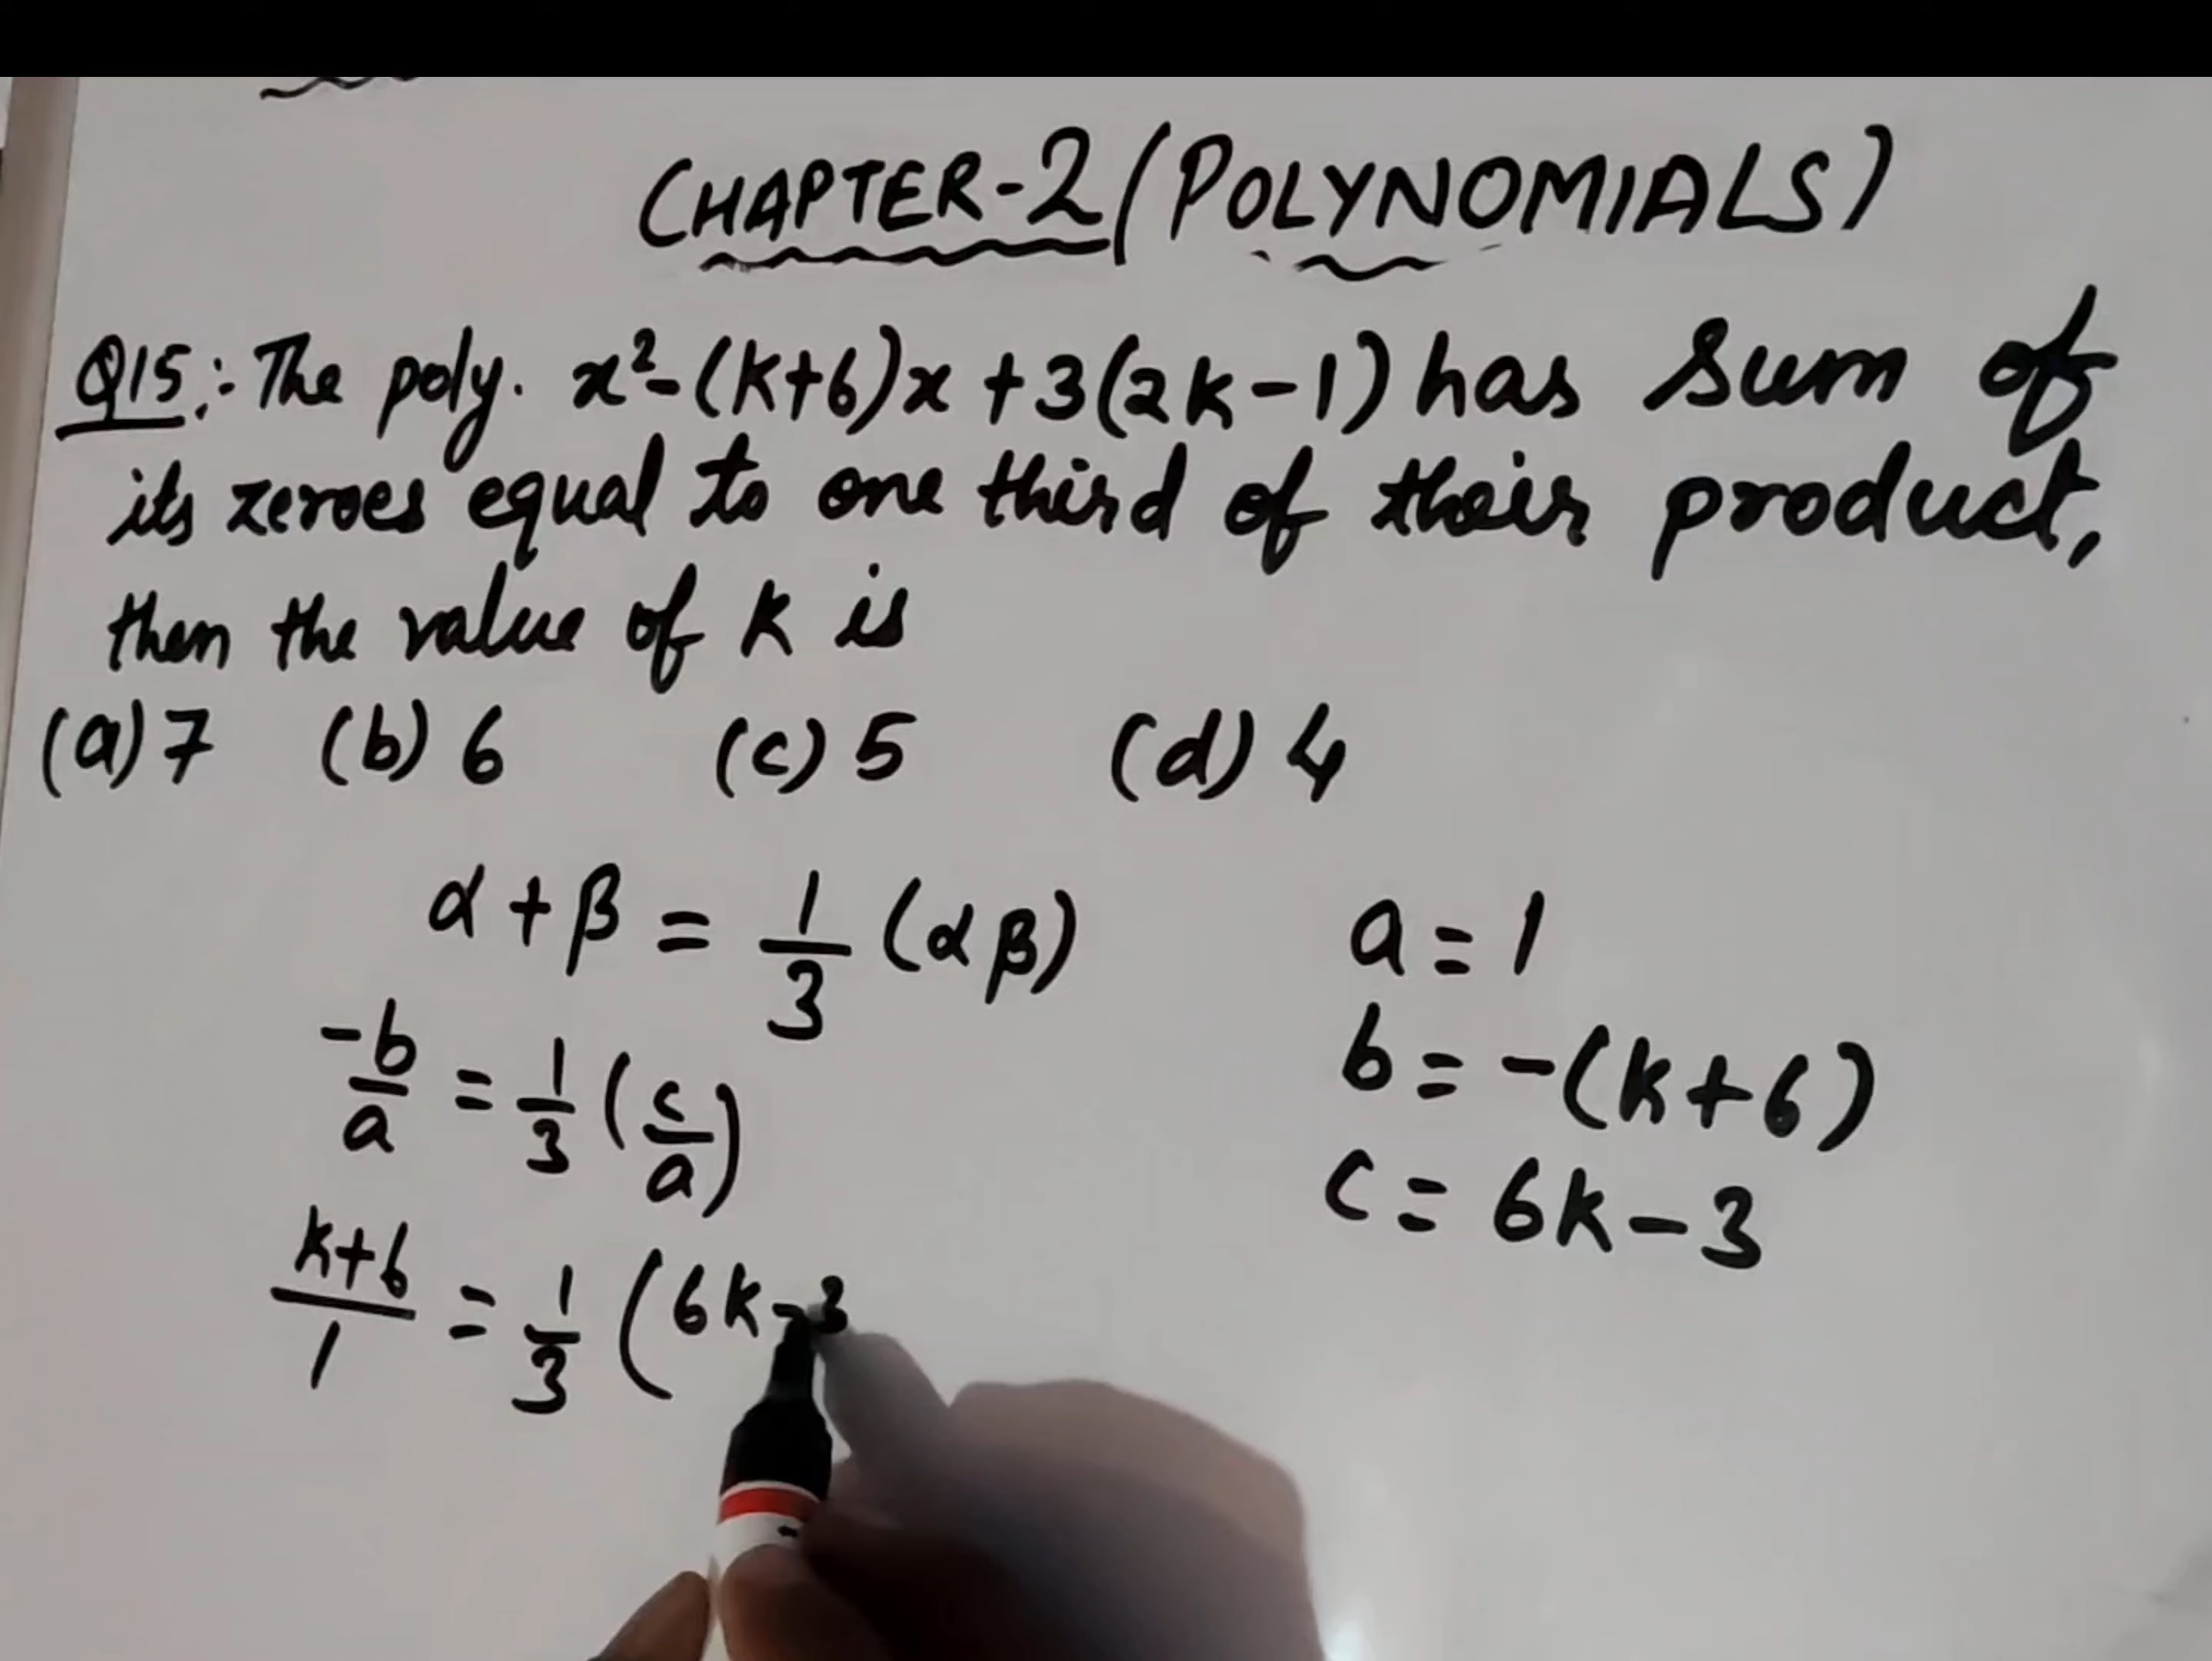 CHAPTER-2 (POLYNOMIALS)
Q15:- The poly. x²-(k+6)x +3(2k-1) has sum of
its zeroes equal to one third of their product,
then the value of k is
(a) 7 (b) 6 (c) 5 (d) 4
α + β = 1/3 (αβ)
-b/a = 1/3 (c/a)
k+6/1 = 1/3 (6k-3
a = 1
b = -(k+6)
c = 6k-3